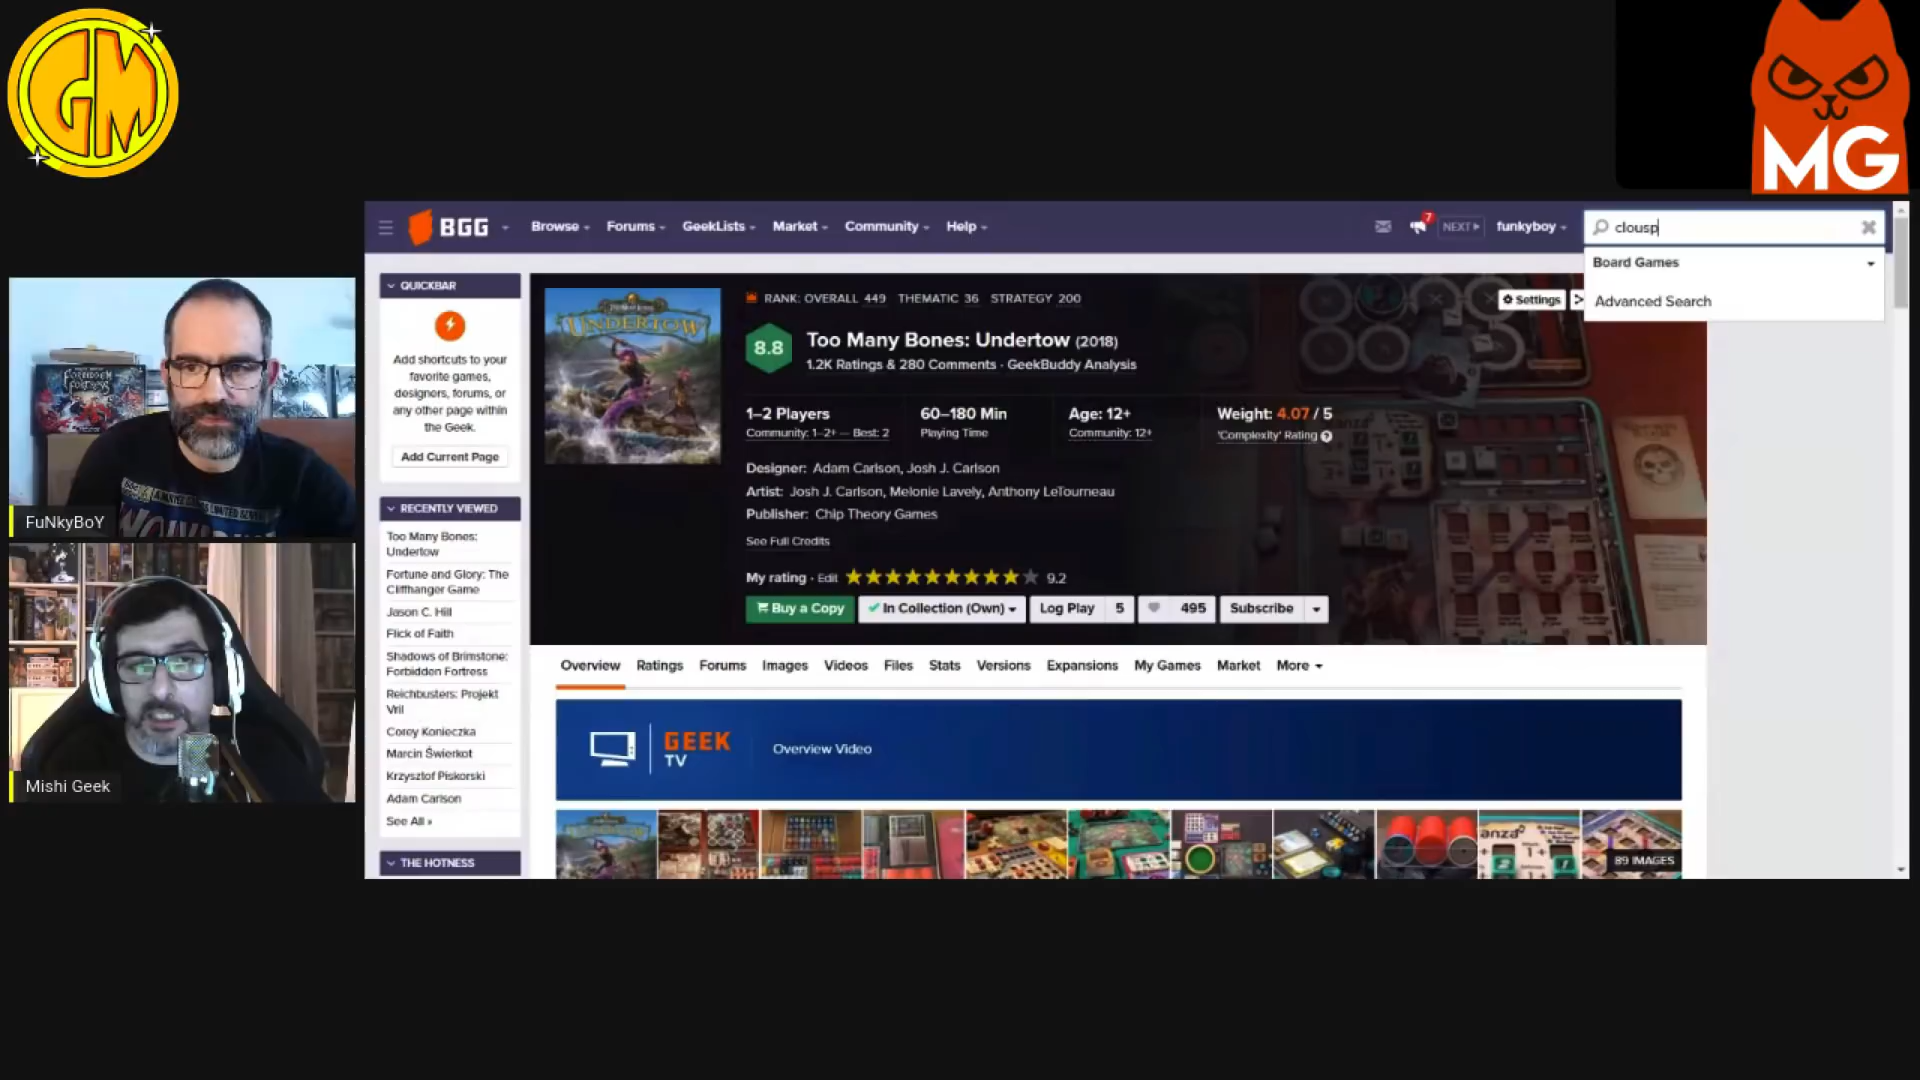 GM
MG
BGG
Browse
Forums
GeekLists
Market
Community
Help
7
NEXT
funkyboy
clousp
Board Games
Advanced Search
QUICKBAR
Add shortcuts to your
favorite games,
designers, forums, or
any other page within
the Geek.
Add Current Page
RECENTLY VIEWED
Too Many Bones:
Undertow
Fortune and Glory: The
Cliffhanger Game
Jason C. Hill
Flick of Faith
Shadows of Brimstone:
Forbidden Fortress
Reichbusters: Projekt
Vril
Corey Konieczka
Marcin Świerkot
Krzysztof Piskorski
Adam Carlson
See All »
THE HOTNESS
UNDERTOW
RANK: OVERALL 449 THEMATIC 36 STRATEGY 200
Settings
8.8
Too Many Bones: Undertow (2018)
1.2K Ratings & 280 Comments · GeekBuddy Analysis
1–2 Players
Community: 1–2+ — Best: 2
60–180 Min
Playing Time
Age: 12+
Community: 12+
Weight: 4.07 / 5
'Complexity' Rating
Designer: Adam Carlson, Josh J. Carlson
Artist: Josh J. Carlson, Melonie Lavely, Anthony LeTourneau
Publisher: Chip Theory Games
See Full Credits
My rating · Edit
9.2
Buy a Copy
In Collection (Own)
Log Play 5
495
Subscribe
Overview Ratings Forums Images Videos Files Stats Versions Expansions My Games Market More
GEEK
TV
Overview Video
anza
89 IMAGES
FORBIDDEN
FORTRESS
FuNkyBoY
Mishi Geek